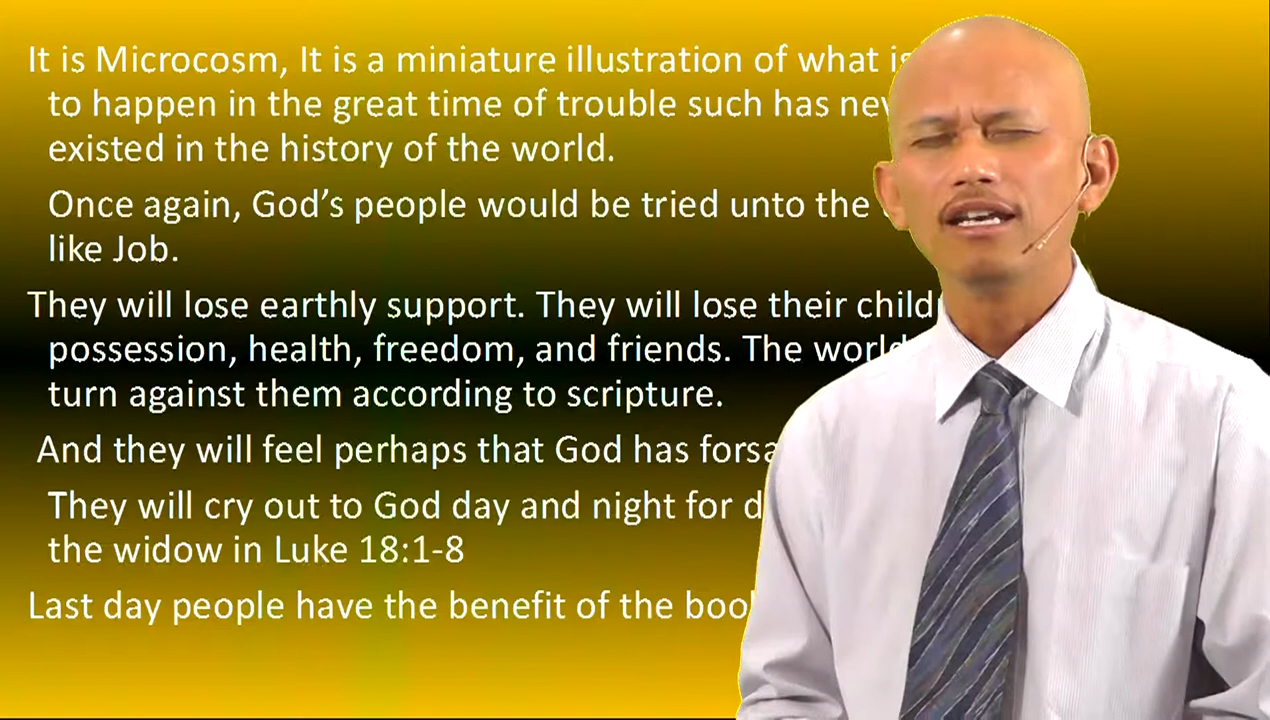 It is Microcosm, It is a miniature illustration of what is
to happen in the great time of trouble such has
existed in the history of the world.
Once again, God's people would be tried unto the
like Job.
They will lose earthly support. They will lose their
possession, health, freedom, and friends. The world
turn against them according to scripture.
And they will feel perhaps that God has
They will cry out to God day and night for
the widow in Luke 18:1-8
Last day people have the benefit of the